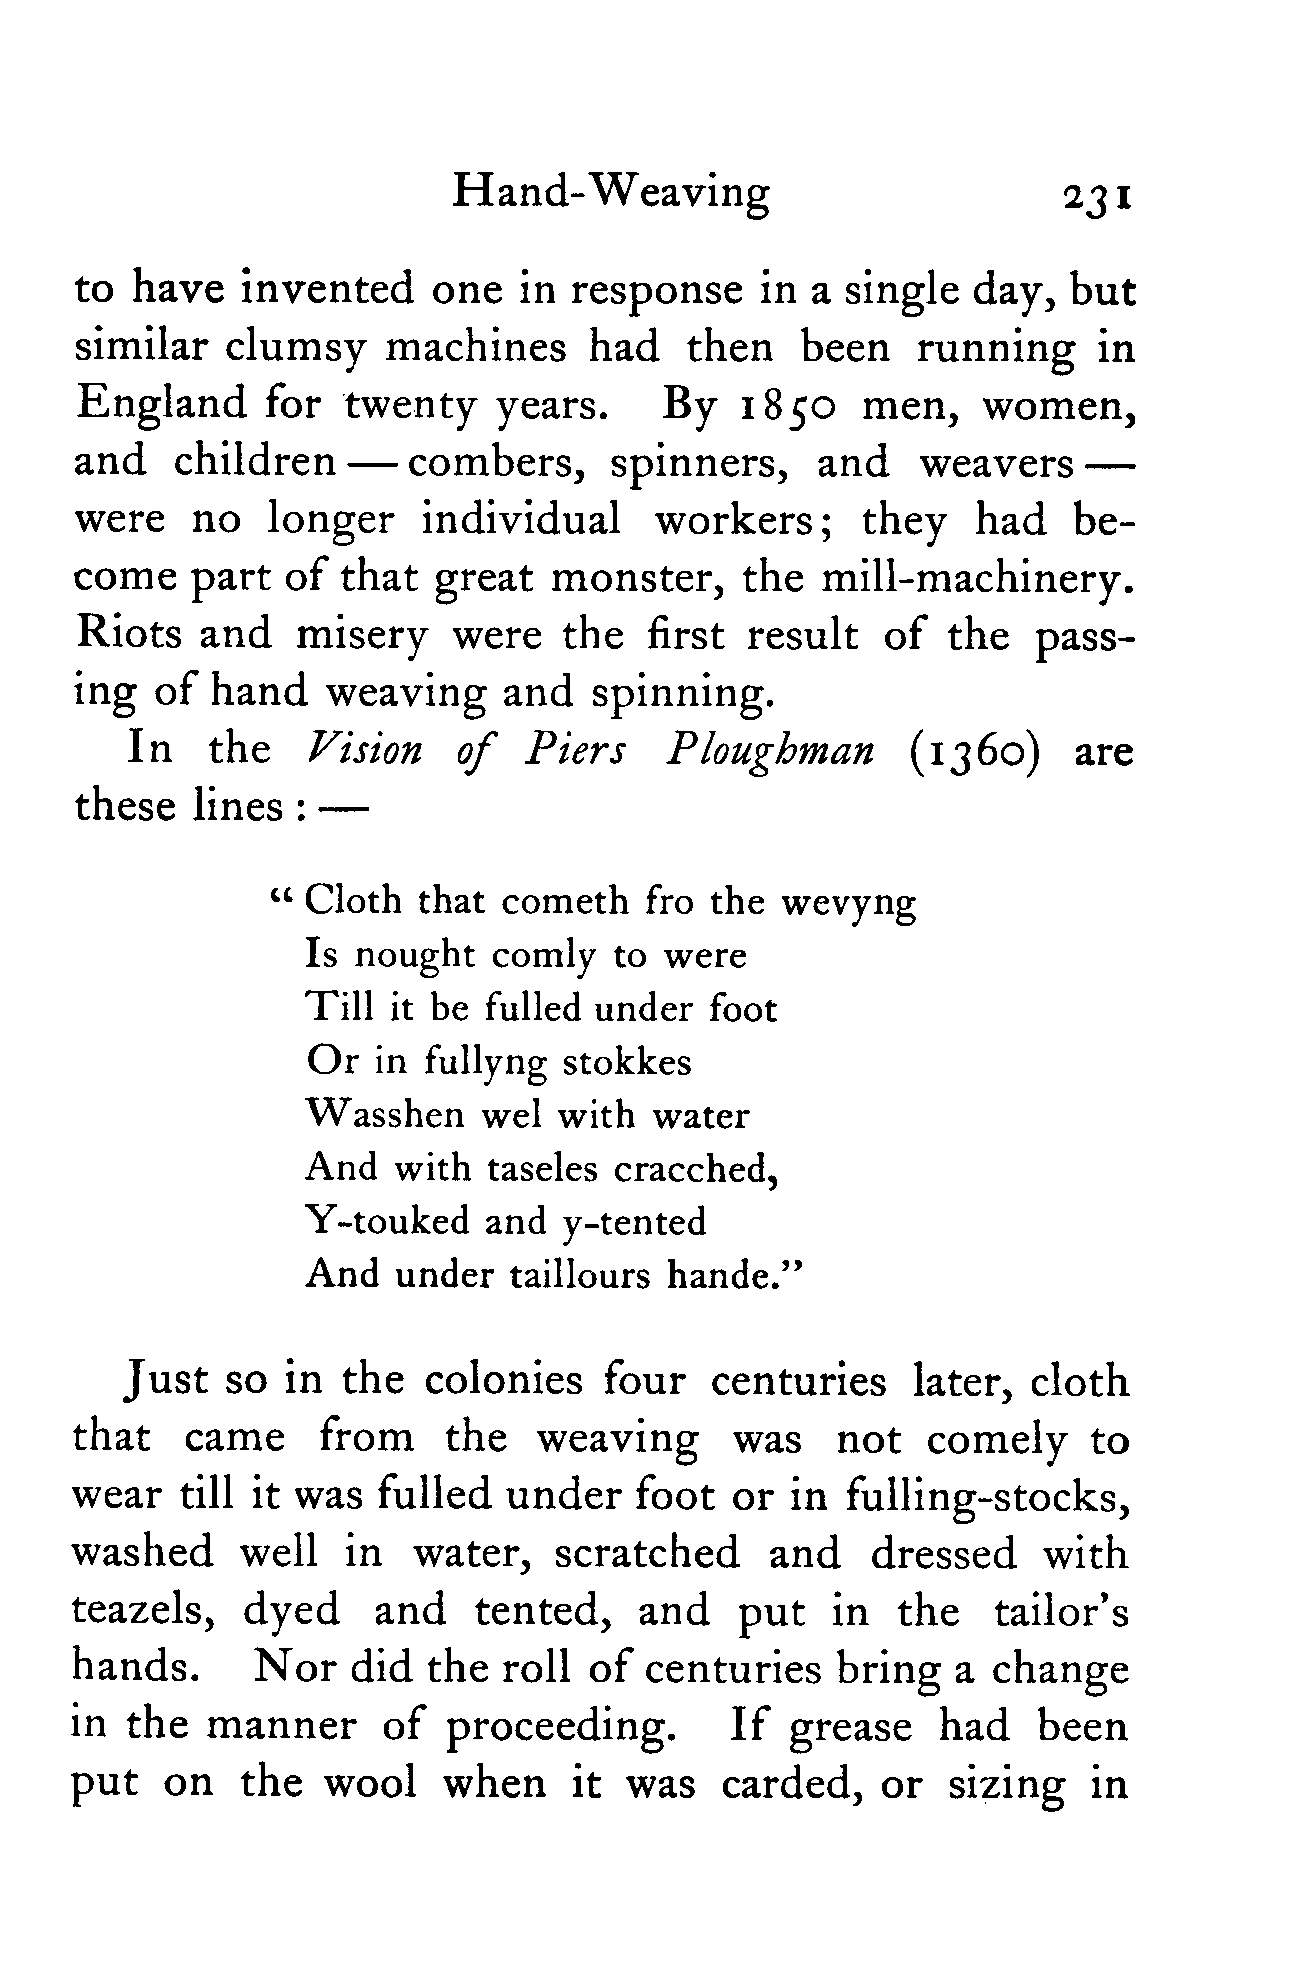 Hand-Weaving 231
to have invented one in response in a single day, but
similar clumsy machines had then been running in
England for twenty years. By 1850 men, women,
and children — combers, spinners, and weavers —
were no longer individual workers; they had be-
come part of that great monster, the mill-machinery.
Riots and misery were the first result of the pass-
ing of hand weaving and spinning.
In the Vision of Piers Ploughman (1360) are
these lines : —
“ Cloth that cometh fro the wevyng
Is nought comly to were
Till it be fulled under foot
Or in fullyng stokkes
Wasshen wel with water
And with taseles cracched,
Y-touked and y-tented
And under taillours hande.”
Just so in the colonies four centuries later, cloth
that came from the weaving was not comely to
wear till it was fulled under foot or in fulling-stocks,
washed well in water, scratched and dressed with
teazels, dyed and tented, and put in the tailor’s
hands. Nor did the roll of centuries bring a change
in the manner of proceeding. If grease had been
put on the wool when it was carded, or sizing in